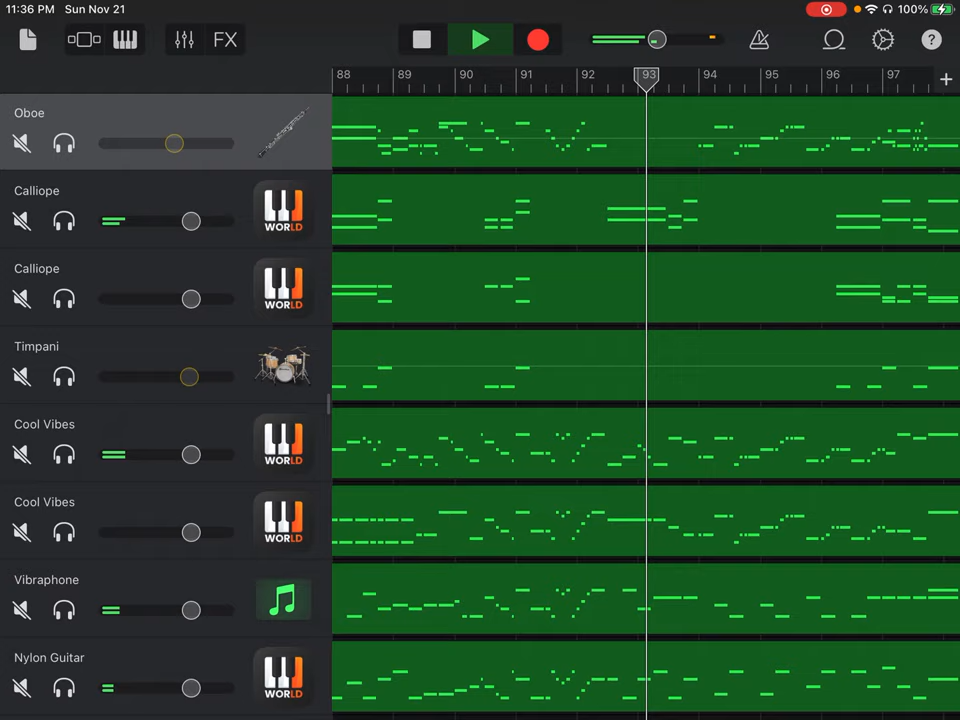 11:36 PM Sun Nov 21 100%
FX ?
88 89 90 91 92 93 94 95 96 97 +
Oboe
Calliope
WORLD
Calliope
WORLD
Timpani
Cool Vibes
WORLD
Cool Vibes
WORLD
Vibraphone
Nylon Guitar
WORLD